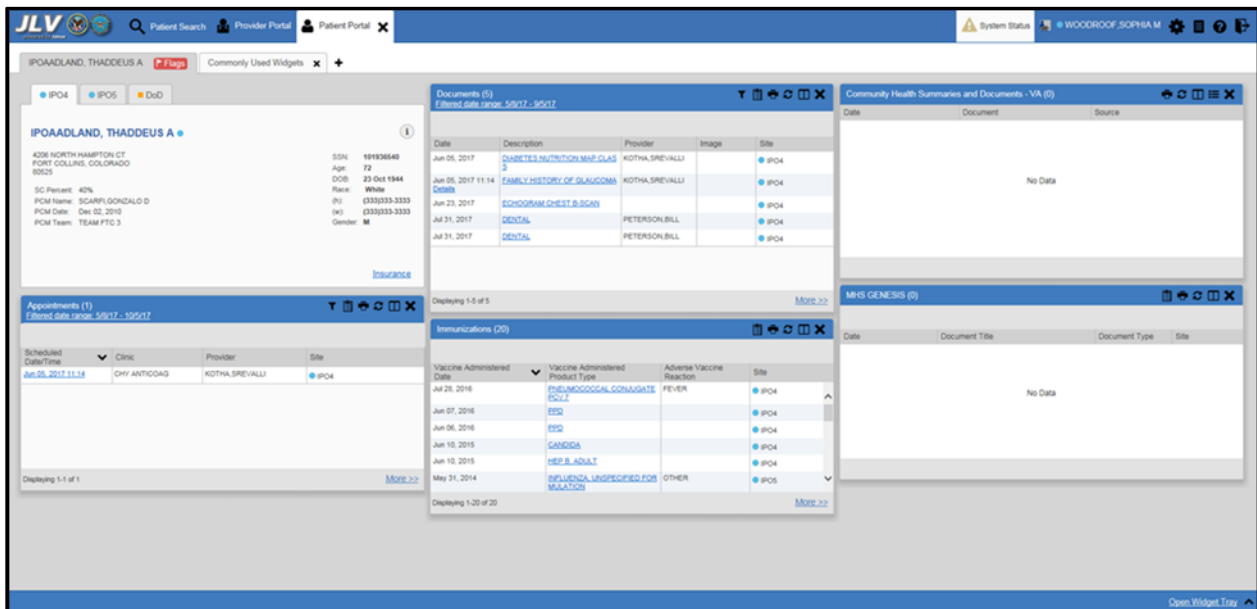 JLV
Patient Search Provider Portal Patient Portal System Status WOODROOF,SOPHIA M
IPOAADLAND, THADDEUS A Flags Commonly Used Widgets
IPO4 IPO5 DoD
IPOAADLAND, THADDEUS A
4206 NORTH HAMPTON CT
FORT COLLINS, COLORADO
80525
SC Percent: 40%
PCM Name: SCARFI,GONZALO D
PCM Date: Dec 02, 2010
PCM Team: TEAM FTC 3
SSN: 101936540
Age: 72
DOB: 23 Oct 1944
Race: White
(h): (333)333-3333
(w): (333)333-3333
Gender: M
Insurance
Appointments (1)
Filtered date range: 5/8/17 - 10/5/17
Scheduled Date/Time Clinic Provider Site
Jun 05, 2017 11:14 CHY ANTICOAG KOTHA,SREVALLI IPO4
Displaying 1-1 of 1 More >>
Documents (5)
Filtered date range: 5/8/17 - 9/5/17
Date Description Provider Image Site
Jun 05, 2017 DIABETES NUTRITION MAP CLAS KOTHA,SREVALLI IPO4
S
Jun 05, 2017 11:14 FAMILY HISTORY OF GLAUCOMA KOTHA,SREVALLI IPO4
Details
Jun 23, 2017 ECHOGRAM CHEST B-SCAN IPO4
Jul 31, 2017 DENTAL PETERSON,BILL IPO4
Jul 31, 2017 DENTAL PETERSON,BILL IPO4
Displaying 1-5 of 5 More >>
Immunizations (20)
Vaccine Administered Date Vaccine Administered Product Type Adverse Vaccine Reaction Site
Jul 28, 2016 PNEUMOCOCCAL CONJUGATE FEVER IPO4
PCV 7
Jun 07, 2016 PPD IPO4
Jun 06, 2016 PPD IPO4
Jun 10, 2015 CANDIDA IPO4
Jun 10, 2015 HEP B, ADULT IPO4
May 31, 2014 INFLUENZA, UNSPECIFIED FOR OTHER IPO5
MULATION
Displaying 1-20 of 20 More >>
Community Health Summaries and Documents - VA (0)
Date Document Source
No Data
MHS GENESIS (0)
Date Document Title Document Type Site
No Data
Open Widget Tray